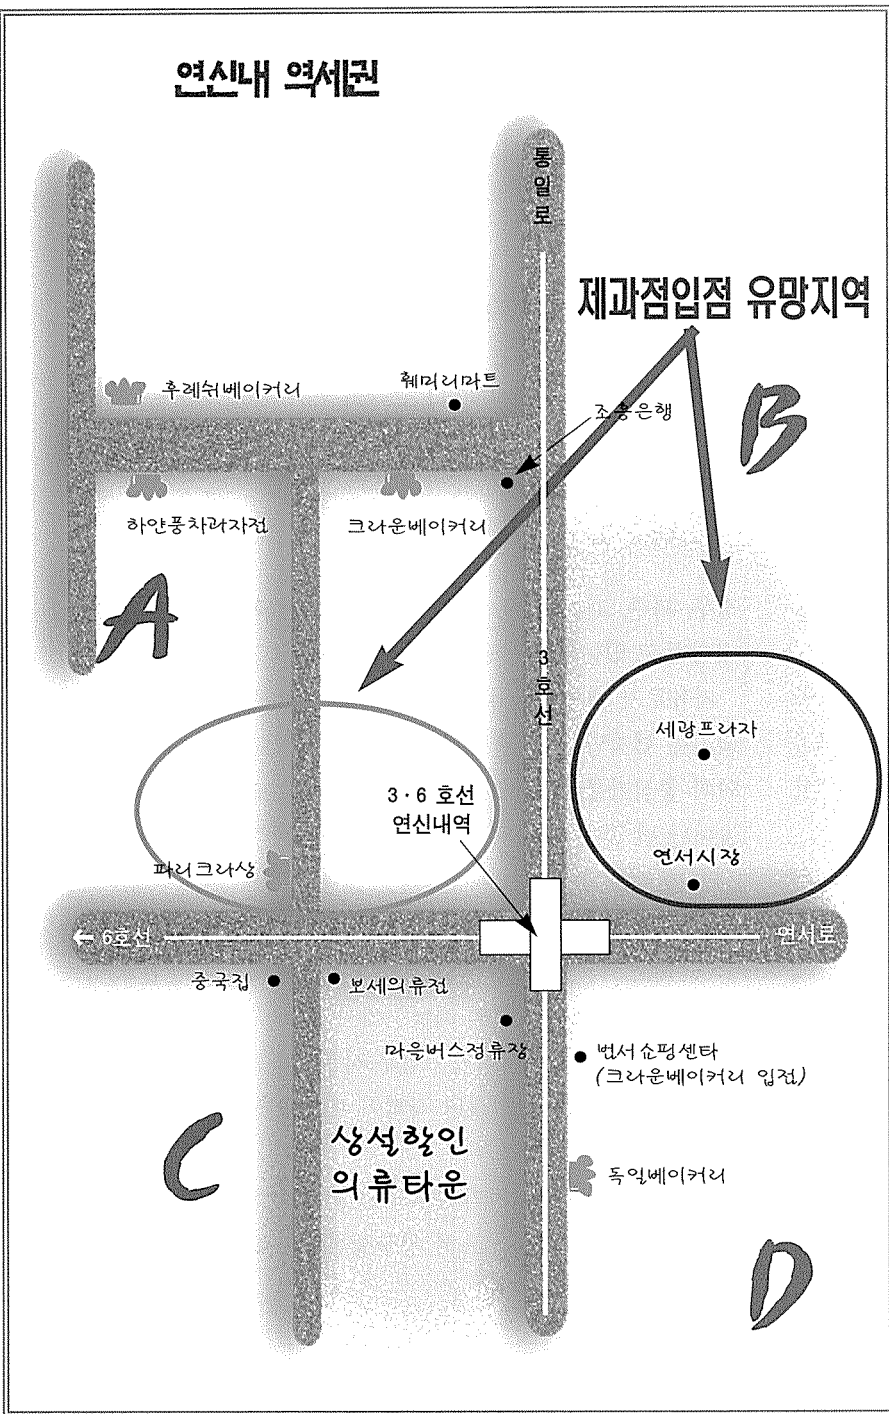 연신내 역세권
통일로
제과점입점 유망지역
후레쉬베이커리
훼미리마트
조흥은행
B
하얀풍차과자점
크라운베이커리
A
3호선
세광프라자
3·6 호선
연신내역
연서시장
파리크라상
← 6호선
연서로
중국집
보세의류전
마을버스정류장
범서쇼핑센타
(크라운베이커리 입점)
C
상설할인
의류타운
독일베이커리
D